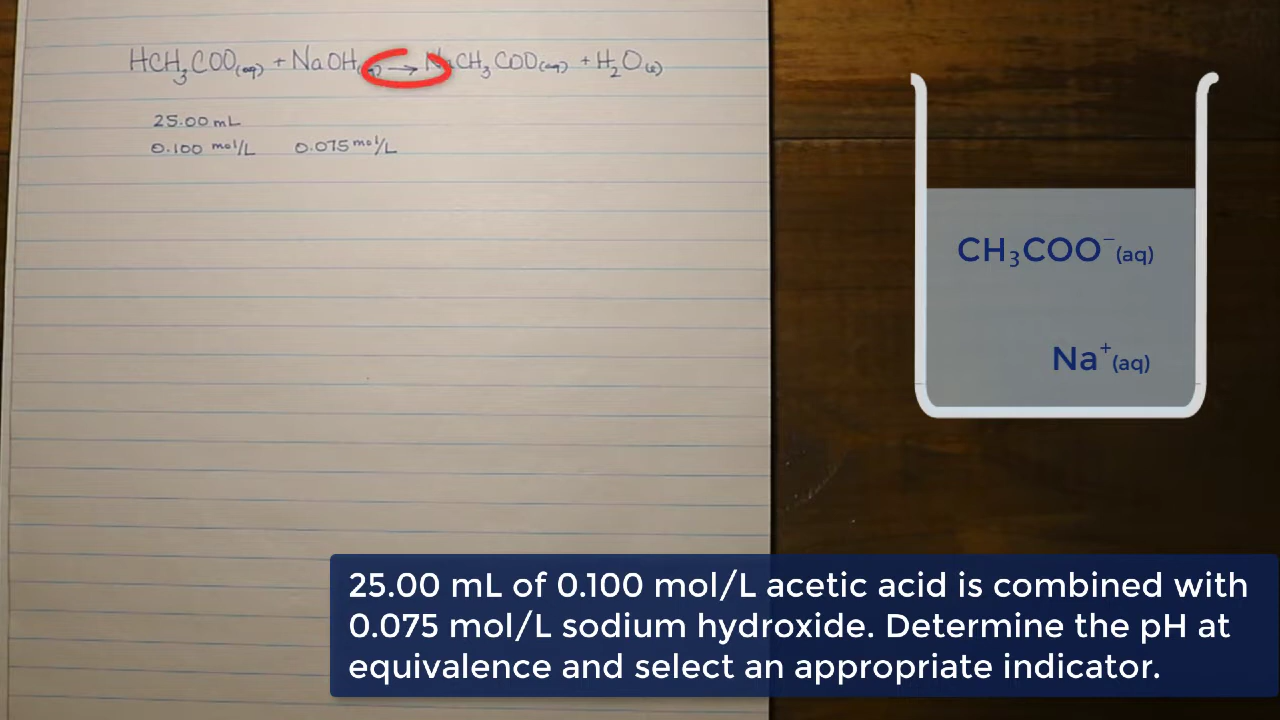 HCH₃COO(aq) + NaOH(aq) → NaCH₃COO(aq) + H₂O(l)
25.00 mL
0.100 mol/L 0.075 mol/L
CH₃COO⁻(aq)
Na⁺(aq)
25.00 mL of 0.100 mol/L acetic acid is combined with
0.075 mol/L sodium hydroxide. Determine the pH at
equivalence and select an appropriate indicator.